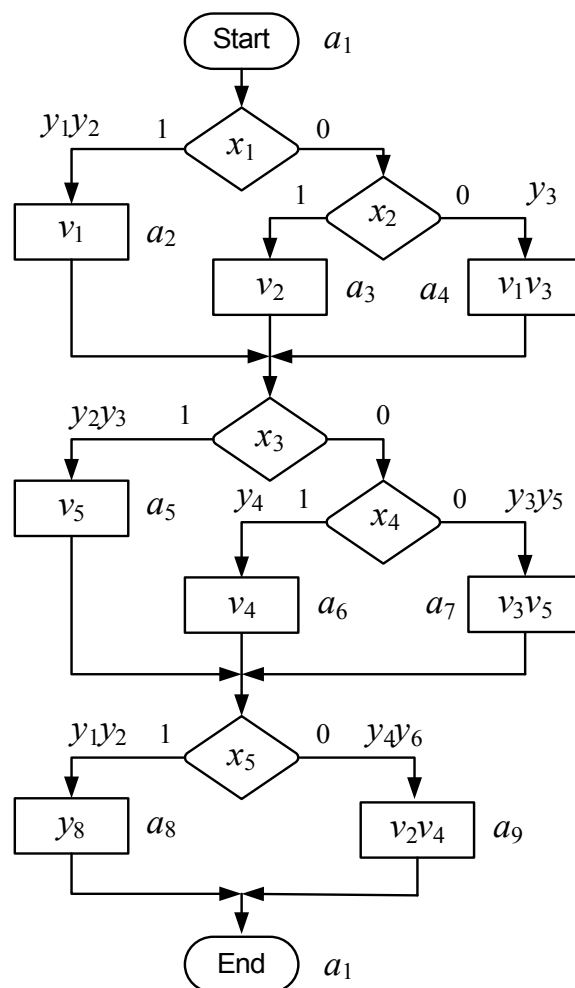 Start a₁
y₁y₂ 1 x₁ 0
1 x₂ 0 y₃
v₁ a₂
v₂ a₃ a₄ v₁v₃
y₂y₃ 1 x₃ 0
v₅ a₅ y₄ 1 x₄ 0 y₃y₅
v₄ a₆ a₇ v₃v₅
y₁y₂ 1 x₅ 0 y₄y₆
y₈ a₈ v₂v₄ a₉
End a₁